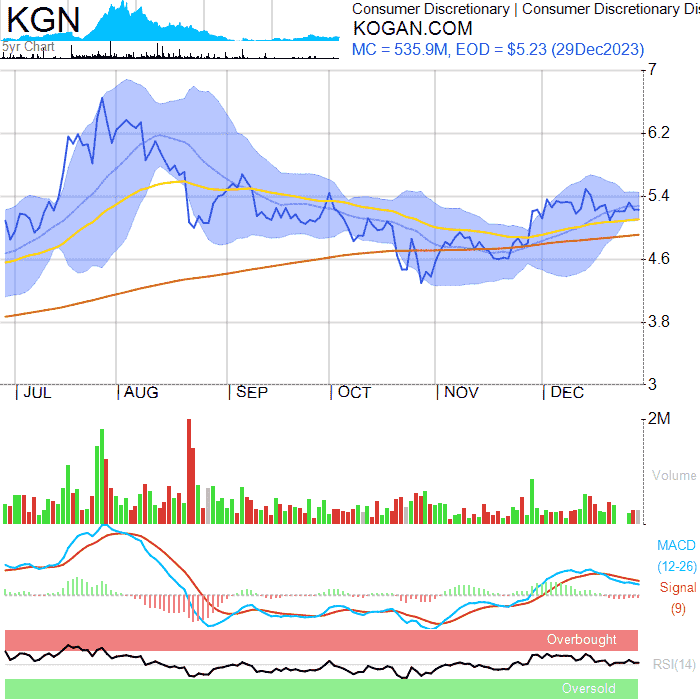 KGN
5yr Chart
Consumer Discretionary | Consumer Discretionary Dis
KOGAN.COM
MC = 535.9M, EOD = $5.23 (29Dec2023)
7
6.2
5.4
4.6
3.8
3
JUL
AUG
SEP
OCT
NOV
DEC
2M
Volume
MACD
(12-26)
Signal
(9)
Overbought
RSI(14)
Oversold